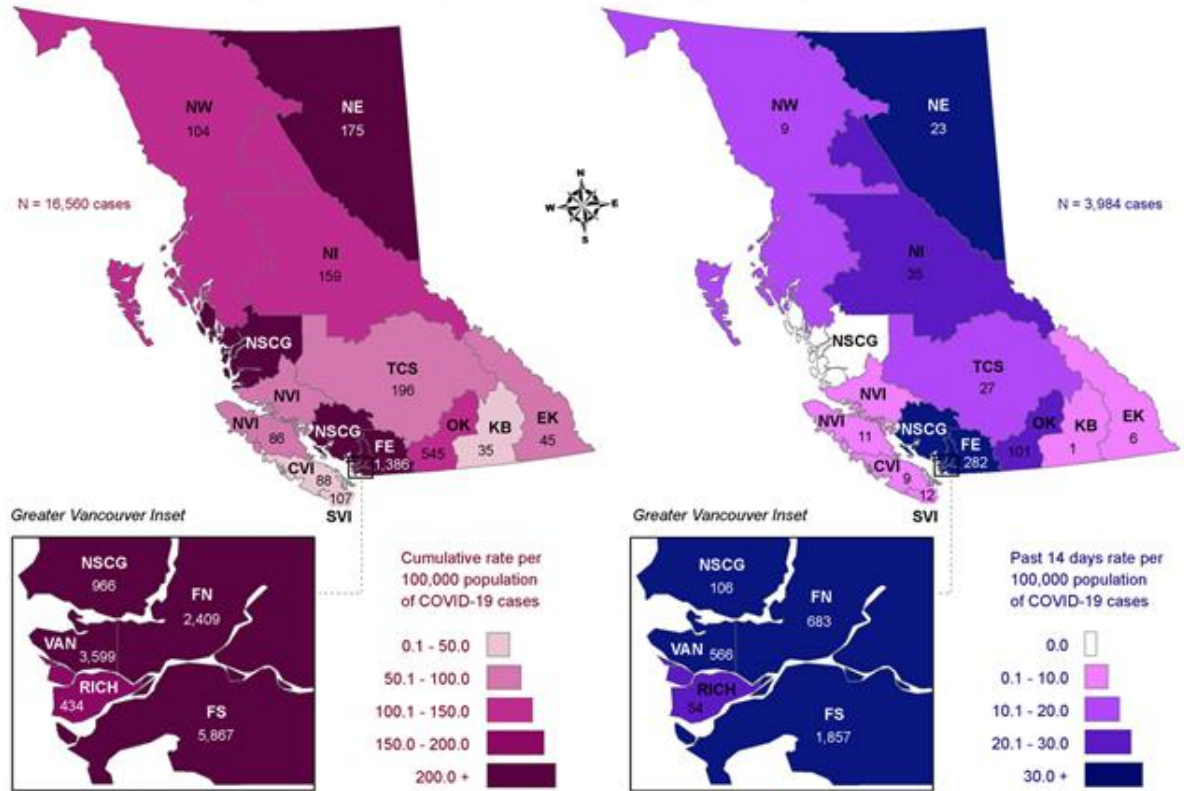 NW
104
NE
175
N = 16,560 cases
NI
159
NSCG
TCS
196
NVI
NVI
86
NSCG
FE
1,386
OK
545
KB
35
EK
45
CVI
88
107
SVI
Greater Vancouver Inset
NSCG
966
FN
2,409
VAN
3,599
RICH
434
FS
5,867
Cumulative rate per
100,000 population
of COVID-19 cases
0.1 - 50.0
50.1 - 100.0
100.1 - 150.0
150.0 - 200.0
200.0 +
N
W
E
S
NW
9
NE
23
N = 3,984 cases
NI
35
NSCG
TCS
27
NVI
NVI
11
NSCG
FE
282
OK
101
KB
1
EK
6
CVI
9
12
SVI
Greater Vancouver Inset
NSCG
106
FN
683
VAN
566
RICH
54
FS
1,857
Past 14 days rate per
100,000 population
of COVID-19 cases
0.0
0.1 - 10.0
10.1 - 20.0
20.1 - 30.0
30.0 +